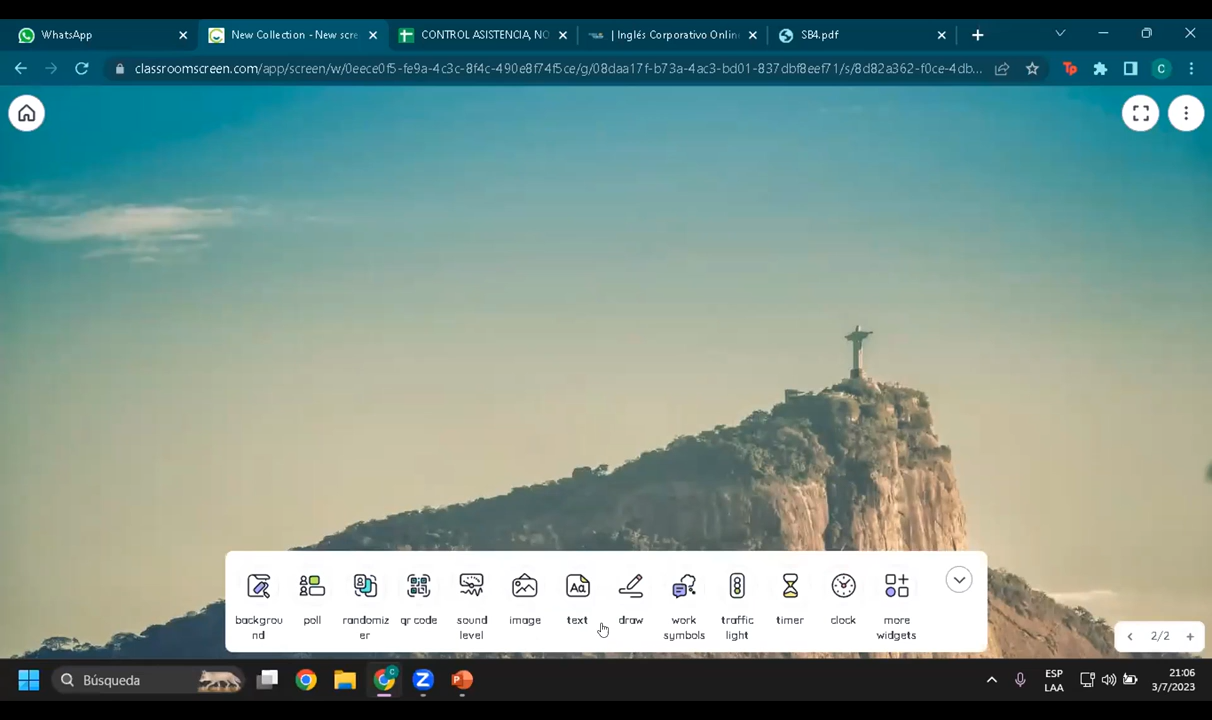 WhatsApp
New Collection - New scre
CONTROL ASISTENCIA, NO
| Inglés Corporativo Online
SB4.pdf
classroomscreen.com/app/screen/w/0eece0f5-fe9a-4c3c-8f4c-490e8f74f5ce/g/08daa17f-b73a-4ac3-bd01-837dbf8eef71/s/8d82a362-f0ce-4db...
Tp
C
backgrou
nd
poll
randomiz
er
qr code
sound
level
image
Aa
text
draw
work
symbols
traffic
light
timer
clock
more
widgets
2/2
Búsqueda
C
ESP
LAA
21:06
3/7/2023